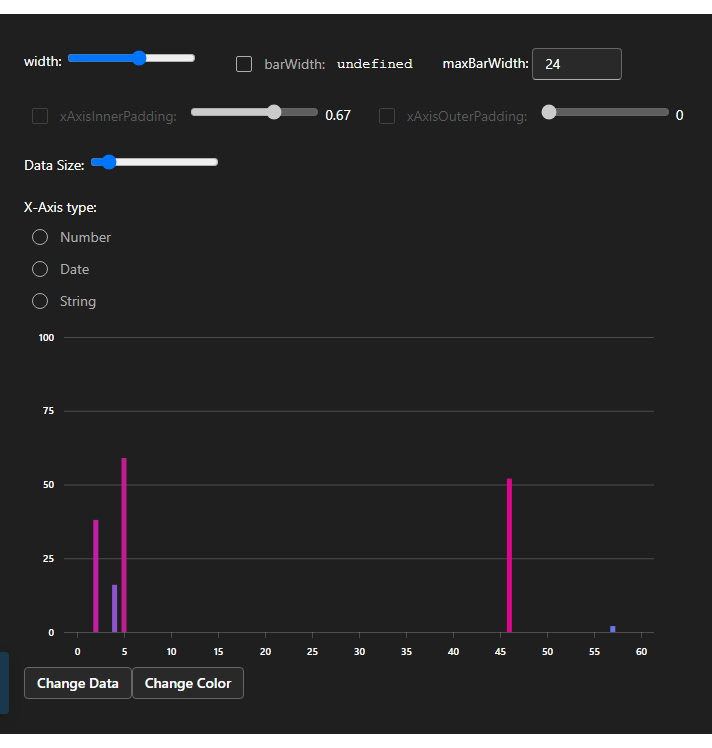 width: barWidth: undefined maxBarWidth: 24
xAxisInnerPadding: 0.67 xAxisOuterPadding: 0
Data Size:
X-Axis type:
Number
Date
String
100
75
50
25
0
0 5 10 15 20 25 30 35 40 45 50 55 60
Change Data Change Color